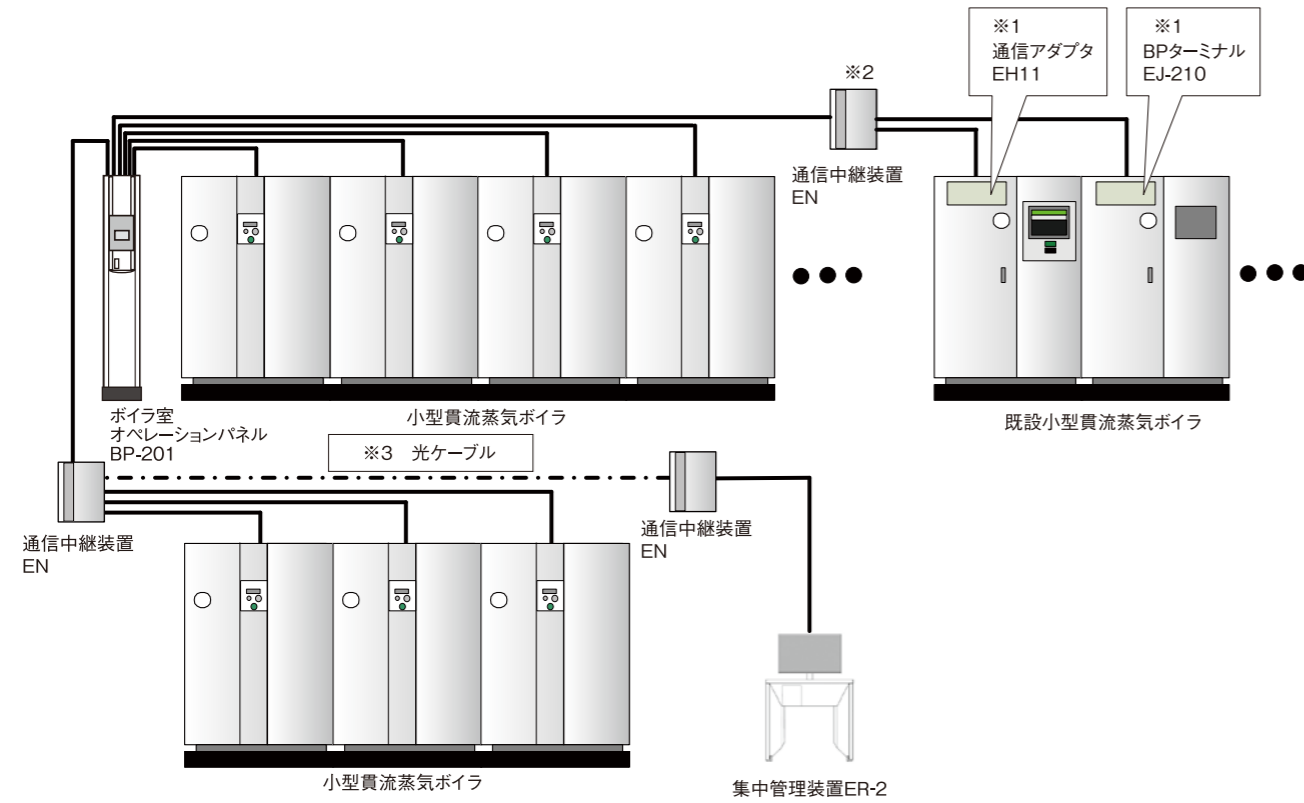 ※1
通信アダプタ
EH11
※1
BPターミナル
EJ-210
※2
通信中継装置
EN
ボイラ室
オペレーションパネル
BP-201
小型貫流蒸気ボイラ
既設小型貫流蒸気ボイラ
※3 光ケーブル
通信中継装置
EN
通信中継装置
EN
小型貫流蒸気ボイラ
集中管理装置ER-2